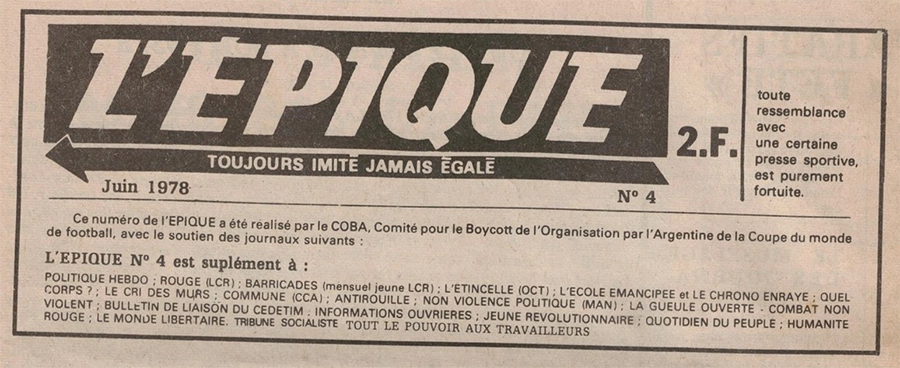 L'ÉPIQUE
TOUJOURS IMITÉ JAMAIS ÉGALÉ
2.F.
toute
ressemblance
avec
une certaine
presse sportive,
est purement
fortuite.
Juin 1978
N° 4
Ce numéro de l'EPIQUE a été réalisé par le COBA, Comité pour le Boycott de l'Organisation par l'Argentine de la Coupe du monde
de football, avec le soutien des journaux suivants :
L'EPIQUE N° 4 est suplément à :
POLITIQUE HEBDO ; ROUGE (LCR) ; BARRICADES (mensuel jeune LCR) ; L'ETINCELLE (OCT) ; L'ECOLE EMANCIPEE et LE CHRONO ENRAYE ; QUEL
CORPS ? ; LE CRI DES MURS ; COMMUNE (CCA) ; ANTIROUILLE ; NON VIOLENCE POLITIQUE (MAN) ; LA GUEULE OUVERTE - COMBAT NON
VIOLENT ; BULLETIN DE LIAISON DU CEDETIM ; INFORMATIONS OUVRIERES ; JEUNE REVOLUTIONNAIRE ; QUOTIDIEN DU PEUPLE ; HUMANITE
ROUGE ; LE MONDE LIBERTAIRE. TRIBUNE SOCIALISTE TOUT LE POUVOIR AUX TRAVAILLEURS